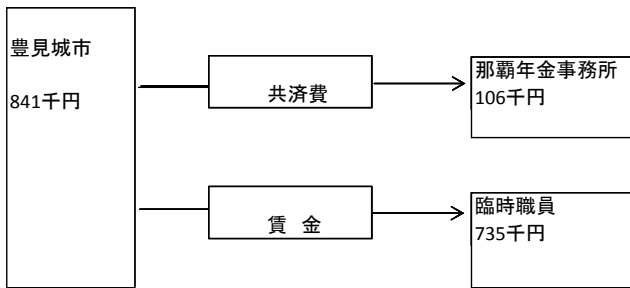 豊見城市
841千円
共済費
那覇年金事務所
106千円
賃　金
臨時職員
735千円